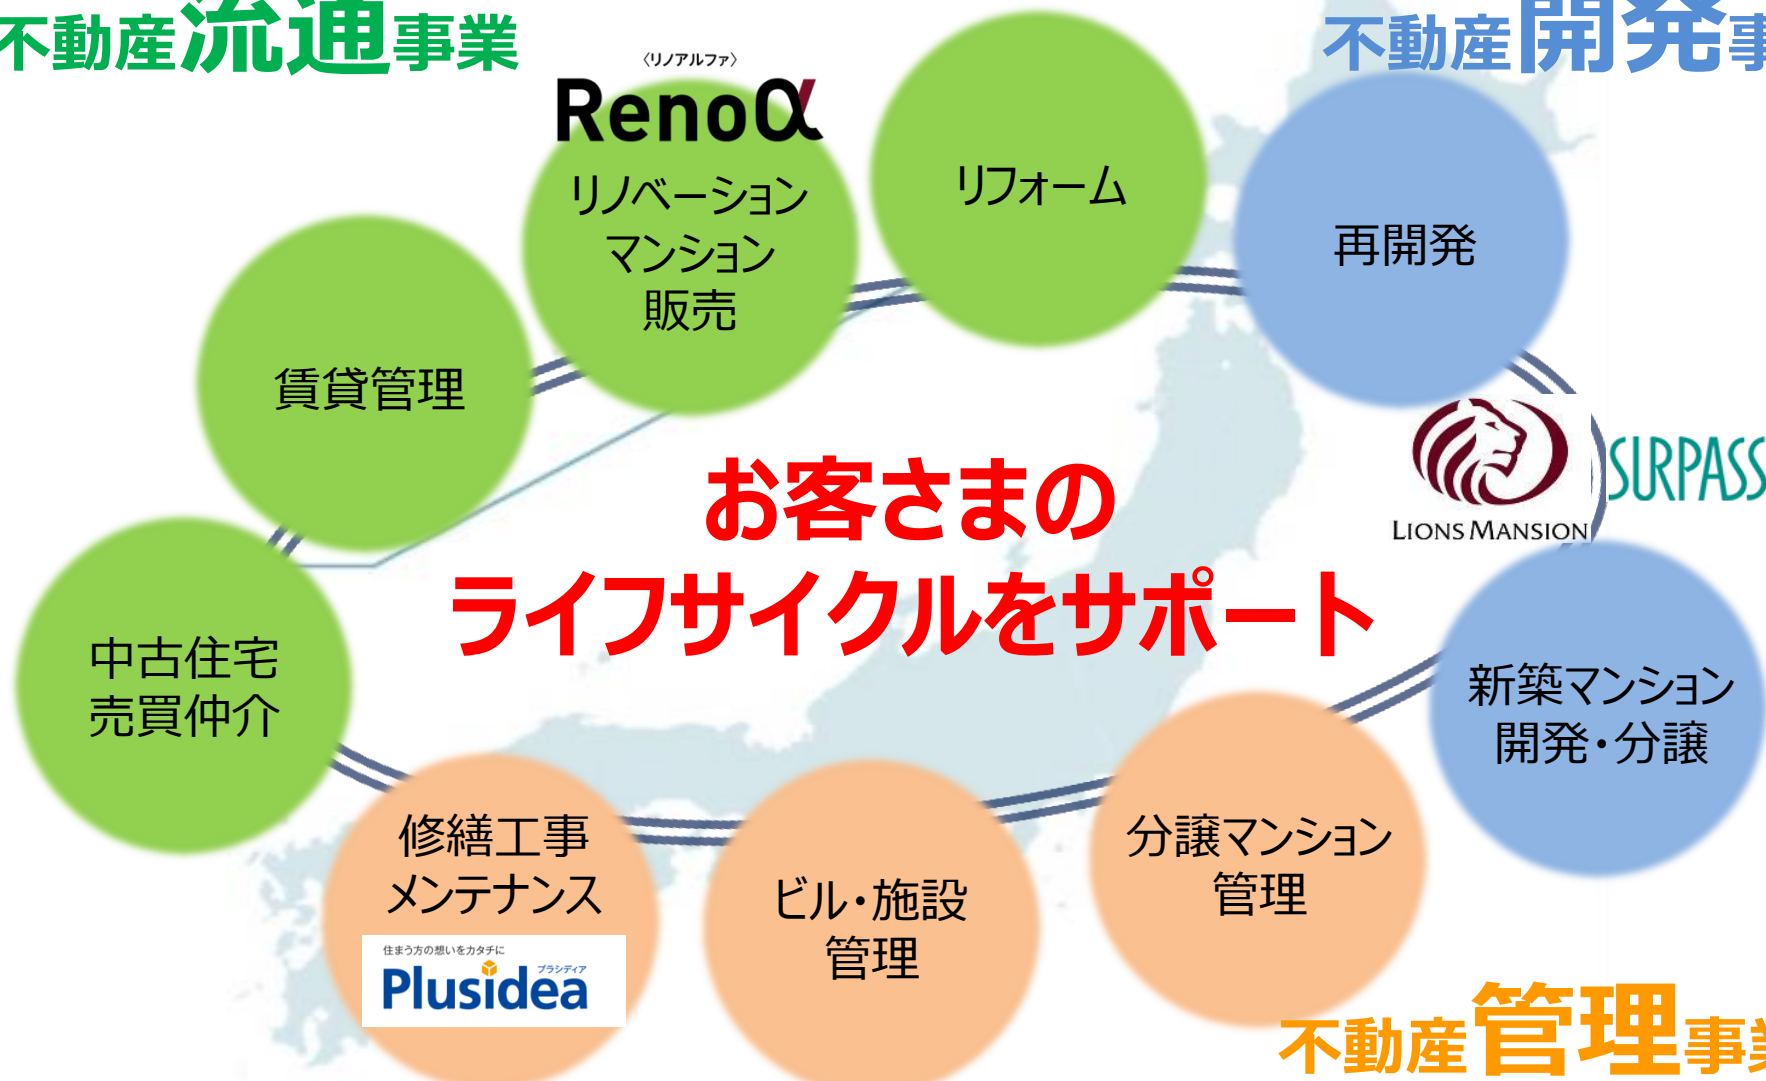 不動産流通事業
不動産開発事
〈リノアルファ〉
Renoα
リノベーション
マンション
販売
リフォーム
再開発
賃貸管理
LIONS MANSION
SURPASS
お客さまの
ライフサイクルをサポート
中古住宅
売買仲介
新築マンション
開発・分譲
修繕工事
メンテナンス
住まう方の想いをカタチに
プラシディア
Plusidea
ビル・施設
管理
分譲マンション
管理
不動産管理事業